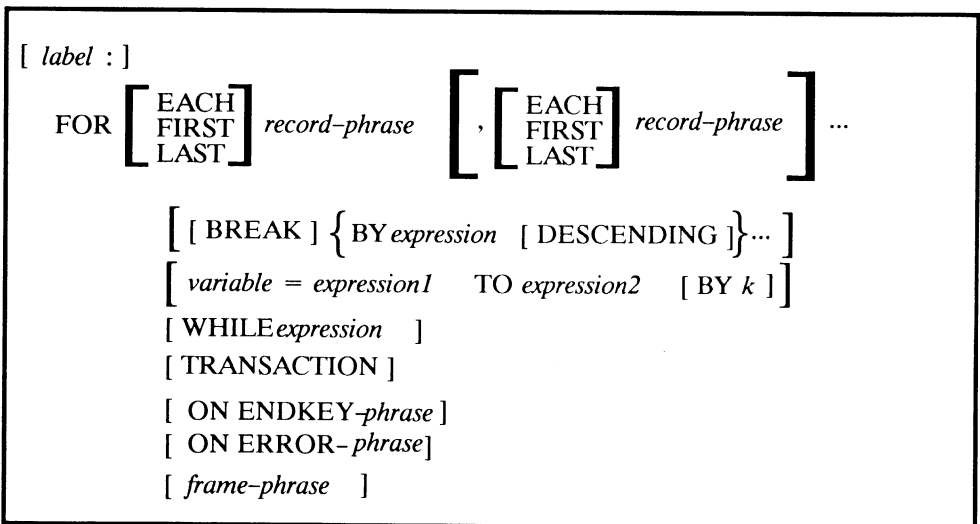 [ label : ]
EACH EACH
FOR [ FIRST ] record-phrase [ , [ FIRST ] record-phrase ] ...
LAST LAST
[ [ BREAK ] { BY expression [ DESCENDING ] } ... ]
[ variable = expression1 TO expression2 [ BY k ] ]
[ WHILE expression ]
[ TRANSACTION ]
[ ON ENDKEY-phrase ]
[ ON ERROR- phrase ]
[ frame-phrase ]